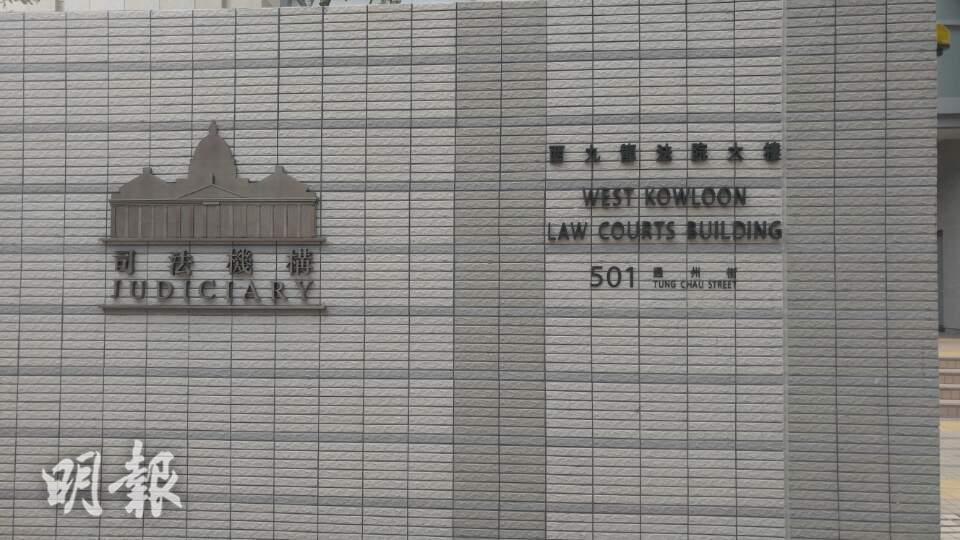 司法機構
JUDICIARY
西九龍法院大樓
WEST KOWLOON
LAW COURTS BUILDING
501 通州街
TUNG CHAU STREET
明報